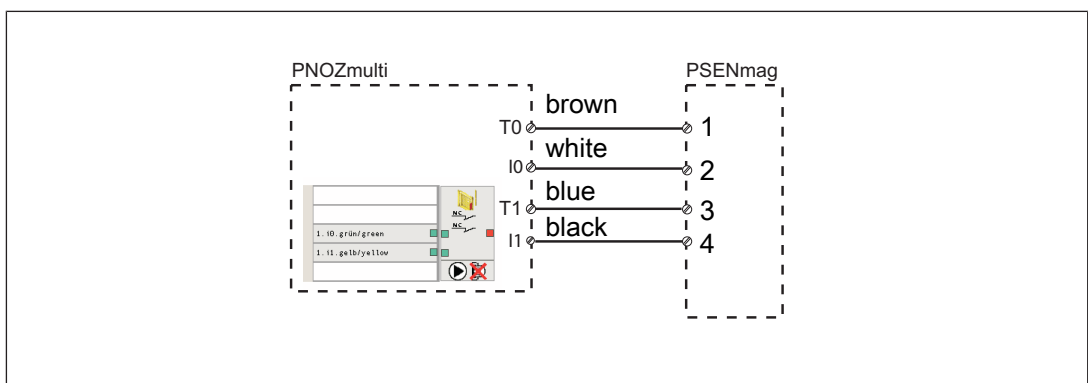 PNOZmulti
PSENmag
brown
T0
1
white
I0
2
blue
T1
3
black
I1
4
NC
NC
1. i0.grün/green
1. i1.gelb/yellow